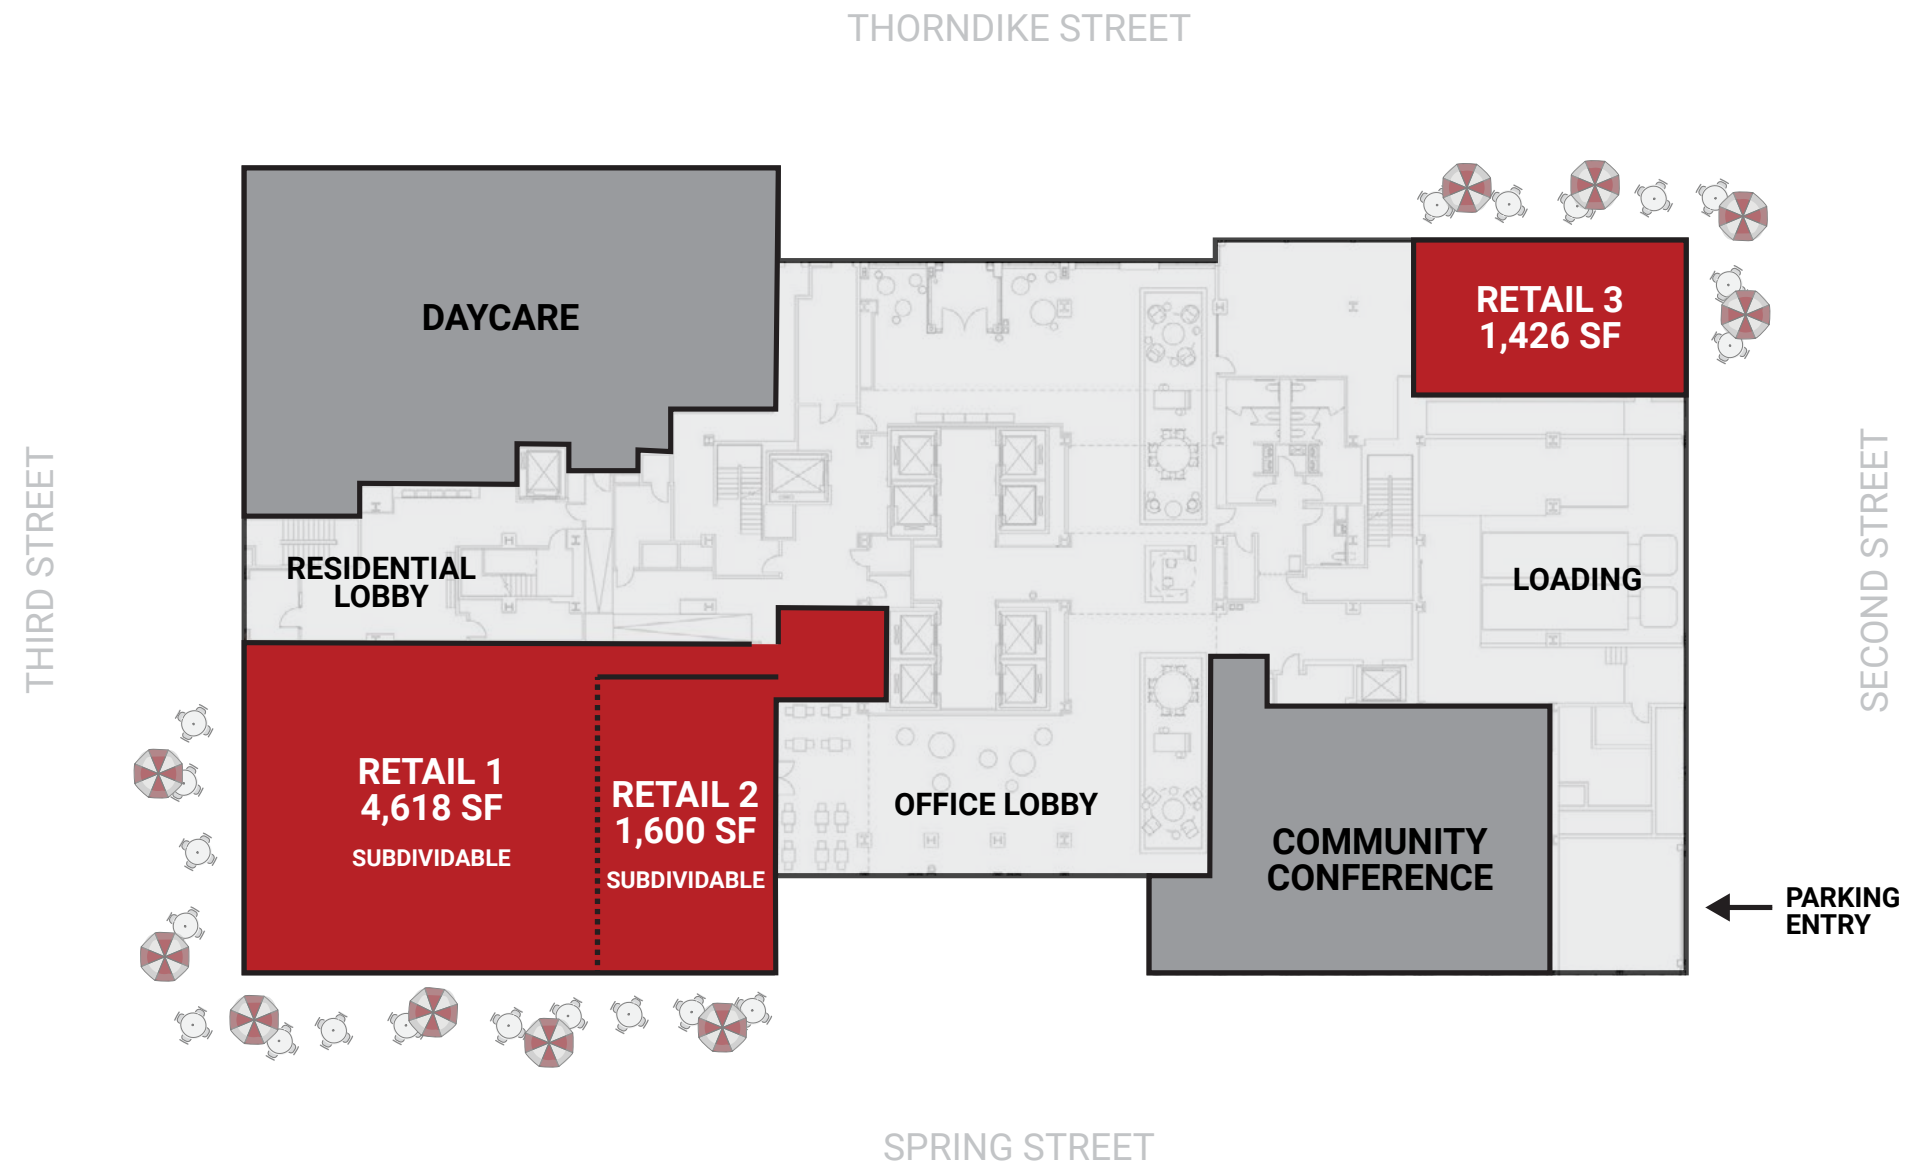 THORNDIKE STREET
DAYCARE
RETAIL 3
1,426 SF
THIRD STREET
SECOND STREET
RESIDENTIAL
LOBBY
LOADING
RETAIL 1
4,618 SF
SUBDIVIDABLE
RETAIL 2
1,600 SF
SUBDIVIDABLE
OFFICE LOBBY
COMMUNITY
CONFERENCE
PARKING
ENTRY
SPRING STREET